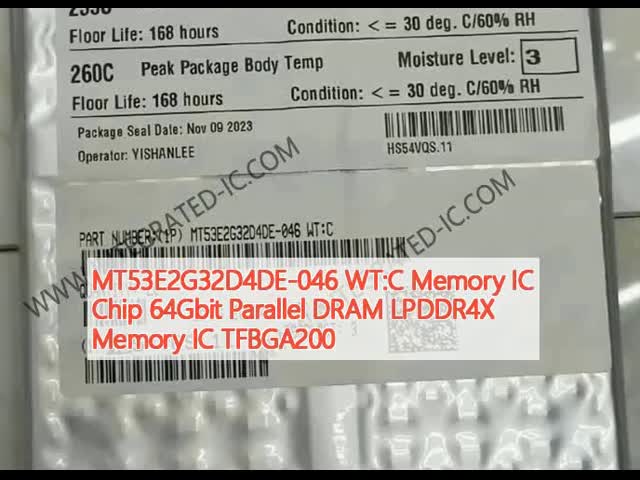 Floor Life: 168 hours
Condition: <= 30 deg. C/60% RH
260C Peak Package Body Temp
Moisture Level: 3
Floor Life: 168 hours
Condition: <= 30 deg. C/60% RH
Package Seal Date: Nov 09 2023
Operator: YISHANLEE
HS54VQS.11
PART NUMBER:(1P) MT53E2G32D4DE-046 WT:C
MT53E2G32D4DE-046 WT:C Memory IC
Chip 64Gbit Parallel DRAM LPDDR4X
Memory IC TFBGA200